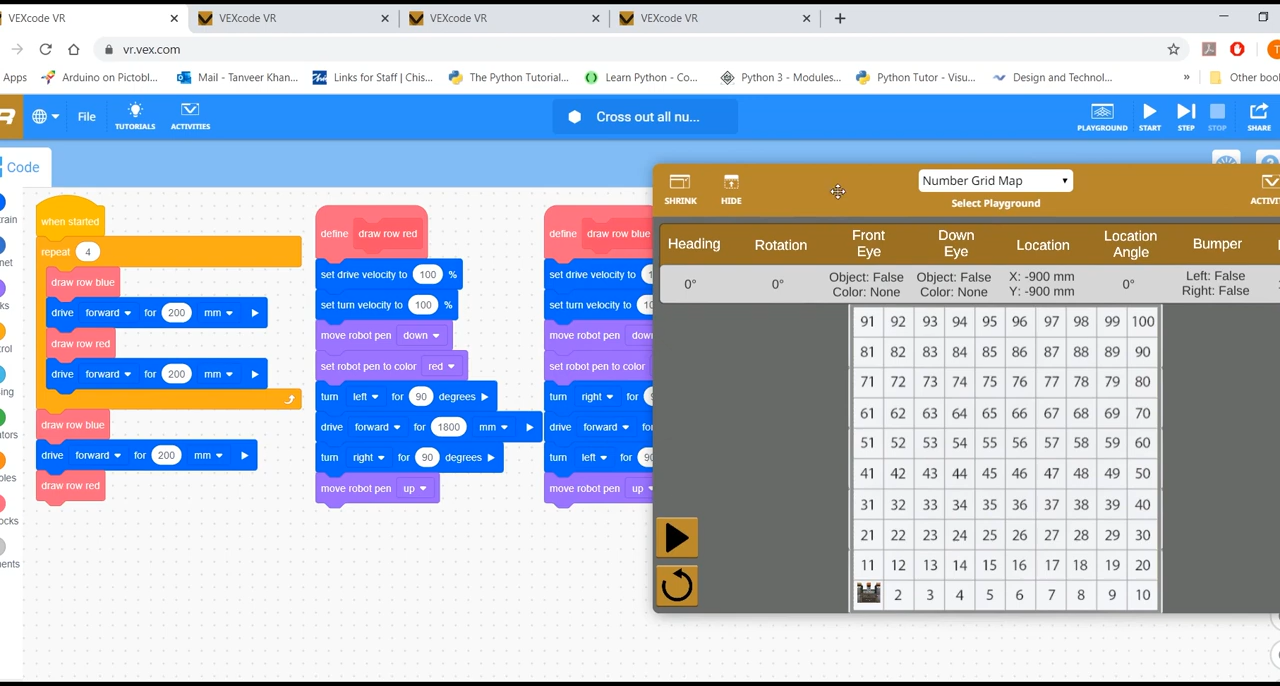 VEXcode VR
VEXcode VR
VEXcode VR
VEXcode VR
vr.vex.com
Apps
Arduino on Pictobl...
Mail - Tanveer Khan...
Links for Staff | Chis...
The Python Tutorial...
Learn Python - Co...
Python 3 - Modules...
Python Tutor - Visu...
Design and Technol...
»
Other book
File
TUTORIALS
ACTIVITIES
Cross out all nu...
PLAYGROUND
START
STEP
STOP
SHARE
Code
when started
repeat 4
draw row blue
drive forward for 200 mm
draw row red
drive forward for 200 mm
draw row blue
drive forward for 200 mm
draw row red
define draw row red
set drive velocity to 100 %
set turn velocity to 100 %
move robot pen down
set robot pen to color red
turn left for 90 degrees
drive forward for 1800 mm
turn right for 90 degrees
move robot pen up
define draw row blue
set drive velocity to
set turn velocity to
move robot pen down
set robot pen to color
turn right for
drive forward for
turn left for 90
move robot pen up
SHRINK
HIDE
Number Grid Map
Select Playground
ACTIVI
Heading Rotation Front Eye Down Eye Location Location Angle Bumper
0° 0° Object: False Object: False X: -900 mm 0° Left: False
Color: None Color: None Y: -900 mm Right: False
91 92 93 94 95 96 97 98 99 100
81 82 83 84 85 86 87 88 89 90
71 72 73 74 75 76 77 78 79 80
61 62 63 64 65 66 67 68 69 70
51 52 53 54 55 56 57 58 59 60
41 42 43 44 45 46 47 48 49 50
31 32 33 34 35 36 37 38 39 40
21 22 23 24 25 26 27 28 29 30
11 12 13 14 15 16 17 18 19 20
2 3 4 5 6 7 8 9 10